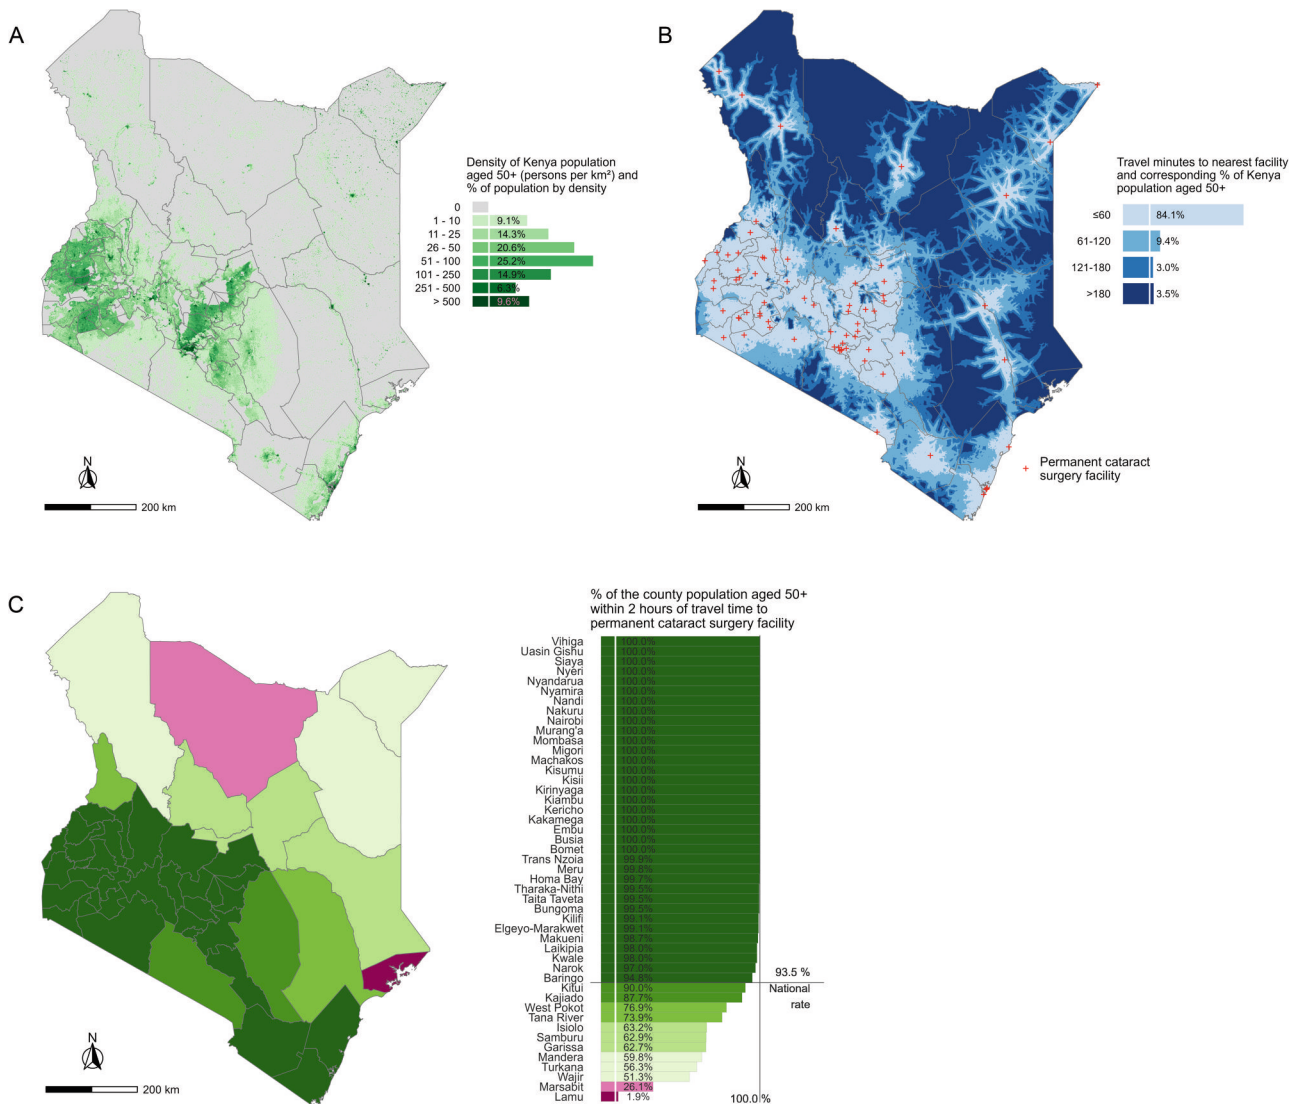 A
Density of Kenya population
aged 50+ (persons per km²) and
% of population by density
0
1 - 10 9.1%
11 - 25 14.3%
26 - 50 20.6%
51 - 100 25.2%
101 - 250 14.9%
251 - 500 6.3%
> 500 9.6%
N
200 km
B
Travel minutes to nearest facility
and corresponding % of Kenya
population aged 50+
≤60 84.1%
61-120 9.4%
121-180 3.0%
>180 3.5%
Permanent cataract
surgery facility
N
200 km
C
N
200 km
% of the county population aged 50+
within 2 hours of travel time to
permanent cataract surgery facility
Vihiga 100.0%
Uasin Gishu 100.0%
Siaya 100.0%
Nyeri 100.0%
Nyandarua 100.0%
Nyamira 100.0%
Nandi 100.0%
Nakuru 100.0%
Nairobi 100.0%
Murang'a 100.0%
Mombasa 100.0%
Migori 100.0%
Machakos 100.0%
Kisumu 100.0%
Kisii 100.0%
Kirinyaga 100.0%
Kiambu 100.0%
Kericho 100.0%
Kakamega 100.0%
Embu 100.0%
Busia 100.0%
Bomet 100.0%
Trans Nzoia 99.9%
Meru 99.8%
Homa Bay 99.7%
Tharaka-Nithi 99.5%
Taita Taveta 99.5%
Bungoma 99.5%
Kilifi 99.1%
Elgeyo-Marakwet 99.1%
Makueni 98.7%
Laikipia 98.0%
Kwale 98.0%
Narok 97.0%
Baringo 94.8%
93.5 %
National
rate
Kitui 90.0%
Kajiado 87.7%
West Pokot 76.9%
Tana River 73.9%
Isiolo 63.2%
Samburu 62.9%
Garissa 62.7%
Mandera 59.8%
Turkana 56.3%
Wajir 51.3%
Marsabit 26.1%
Lamu 1.9%
100.0 %